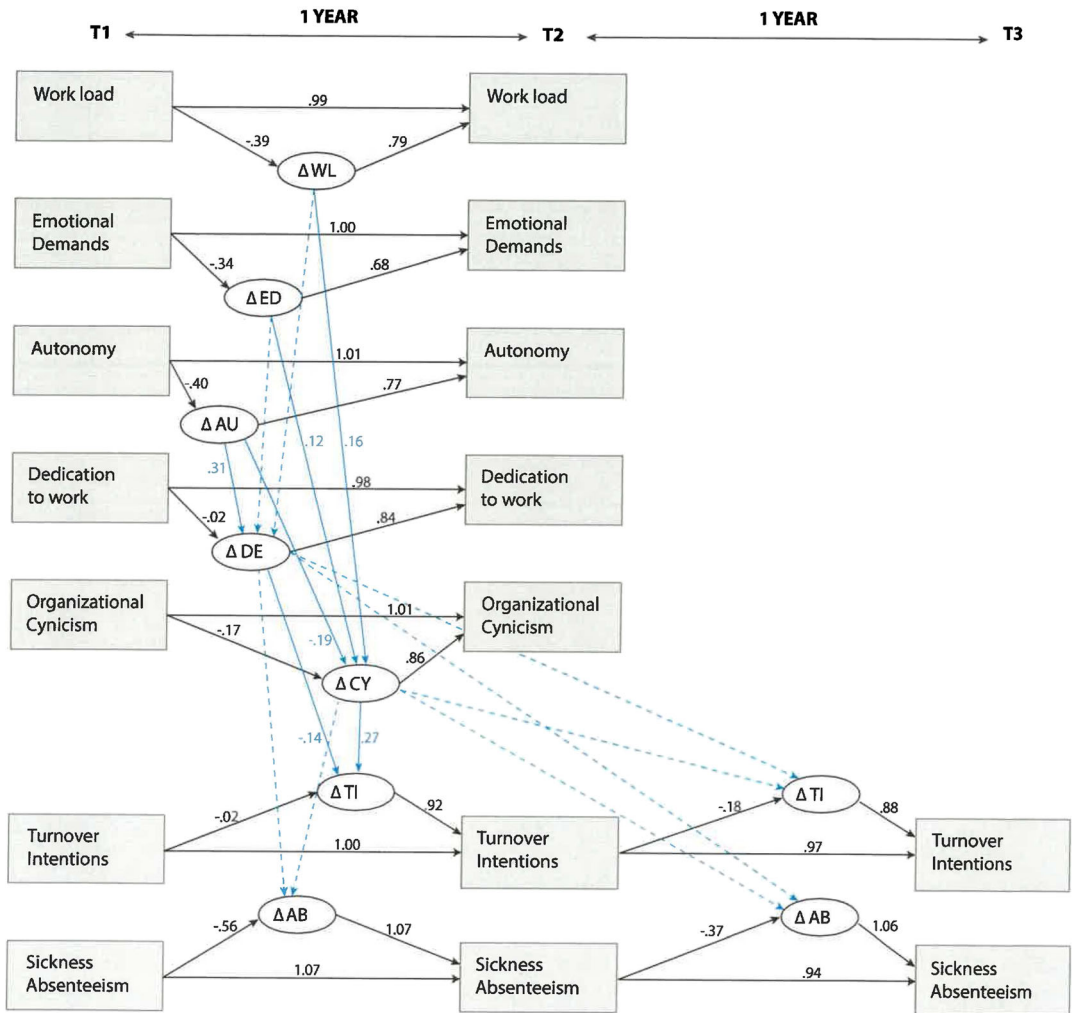 1 YEAR
1 YEAR
T1
T2
T3
Work load
.99
Work load
-.39
.79
Δ WL
Emotional
Demands
1.00
Emotional
Demands
-.34
.68
Δ ED
Autonomy
1.01
Autonomy
-.40
.77
Δ AU
.12
.16
.31
Dedication
to work
.98
Dedication
to work
-.02
.84
Δ DE
Organizational
Cynicism
1.01
Organizational
Cynicism
-.17
-.19
.86
Δ CY
-.14
.27
Δ TI
Δ TI
-.02
.92
-.18
.88
Turnover
Intentions
1.00
Turnover
Intentions
.97
Turnover
Intentions
Δ AB
Δ AB
-.56
1.07
-.37
1.06
Sickness
Absenteeism
1.07
Sickness
Absenteeism
.94
Sickness
Absenteeism